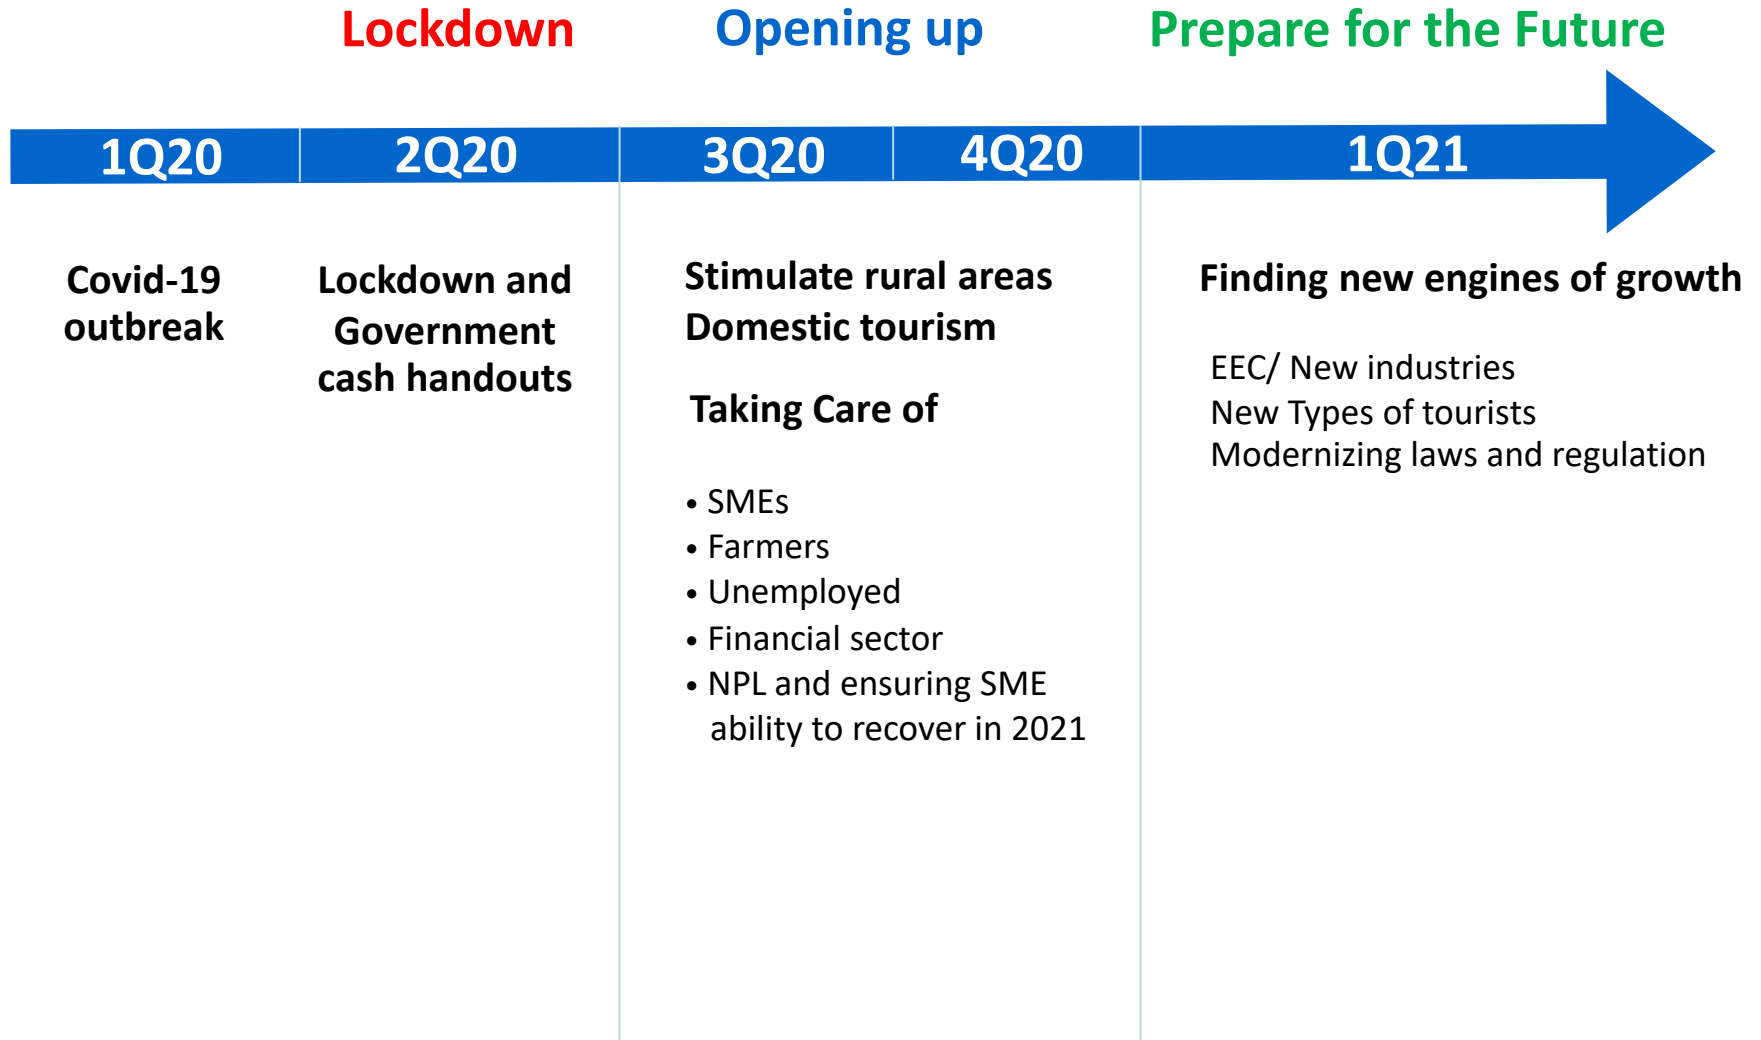 Lockdown
Opening up
Prepare for the Future
1Q20
2Q20
3Q20
4Q20
1Q21
Covid-19
outbreak
Lockdown and
Government
cash handouts
Stimulate rural areas
Domestic tourism
Taking Care of
• SMEs
• Farmers
• Unemployed
• Financial sector
• NPL and ensuring SME
ability to recover in 2021
Finding new engines of growth
EEC/ New industries
New Types of tourists
Modernizing laws and regulation